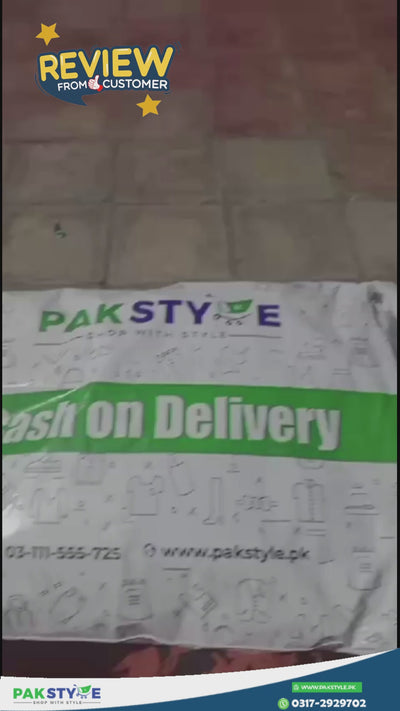 REVIEW
FROM CUSTOMER
PAKSTYLE
SHOP WITH STYLE
Cash on Delivery
03-111-555-725 www.pakstyle.pk
PAKSTYLE
SHOP WITH STYLE
WWW.PAKSTYLE.PK
0317-2929702